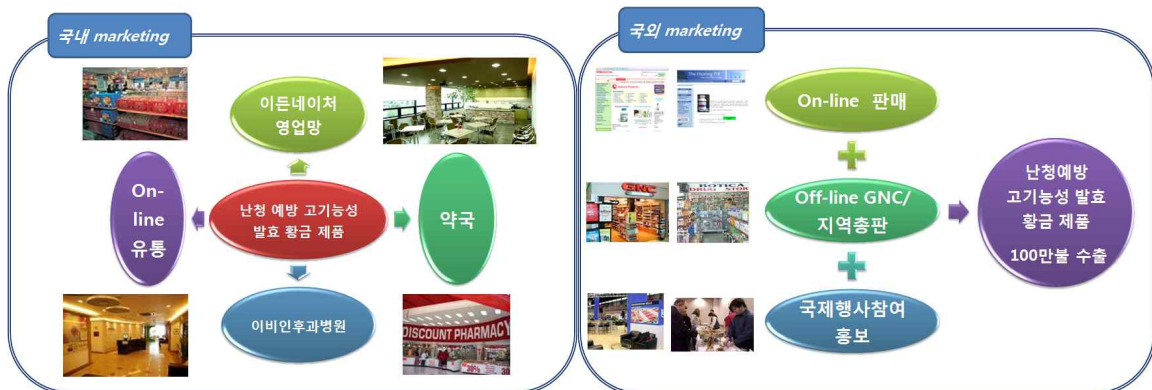 국내 marketing
이든네이처
영업망
On-
line
유통
난청 예방 고기능성
발효 황금 제품
약국
이비인후과병원
DISCOUNT PHARMACY
국외 marketing
On-line 판매
GNC
BOTICA
DRUG STOR
Off-line GNC/
지역총판
국제행사참여
홍보
난청예방
고기능성 발효
황금 제품
100만불 수출